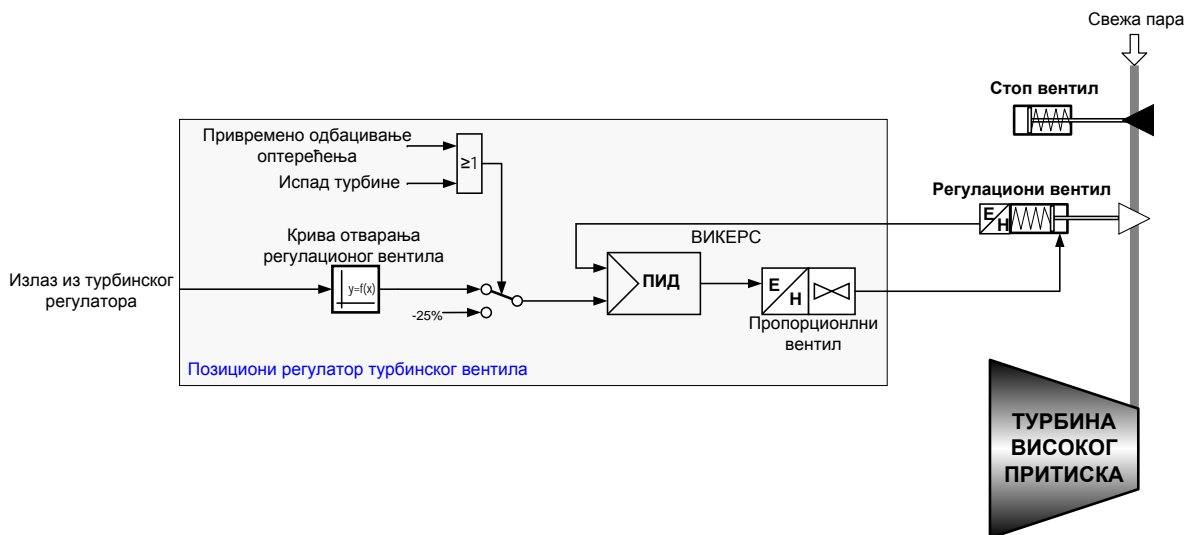 Свежа пара
Стоп вентил
Привремено одбацивање
оптерећења
≥1
Испад турбине
Регулациони вентил
E
H
ВИКЕРС
Крива отварања
регулационог вентила
Излаз из турбинског
регулатора
y=f(x)
ПИД
E
H
-25%
Пропорционлни
вентил
Позициони регулатор турбинског вентила
ТУРБИНА
ВИСОКОГ
ПРИТИСКА